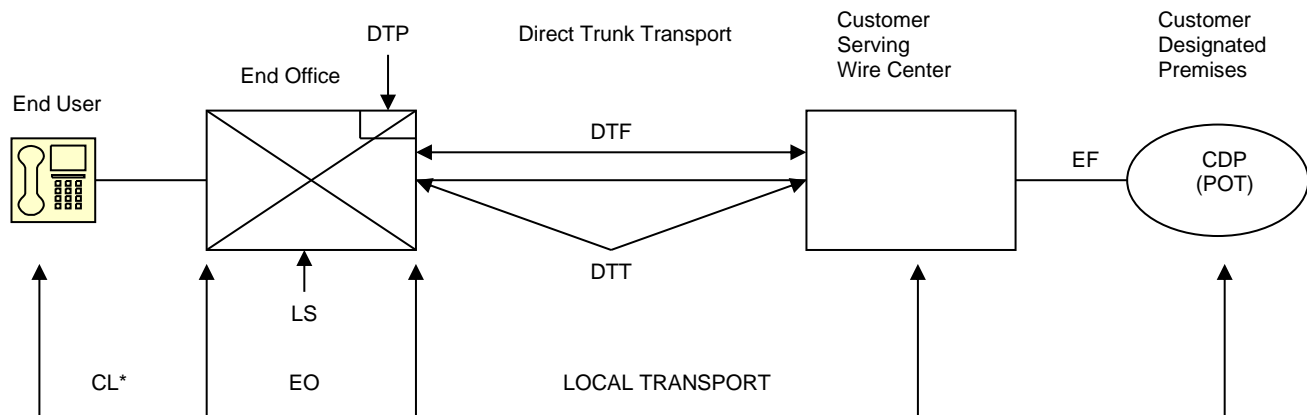 DTP
Direct Trunk Transport
Customer
Serving
Wire Center
Customer
Designated
Premises
End Office
End User
DTF
EF
CDP
(POT)
DTT
LS
CL*
EO
LOCAL TRANSPORT